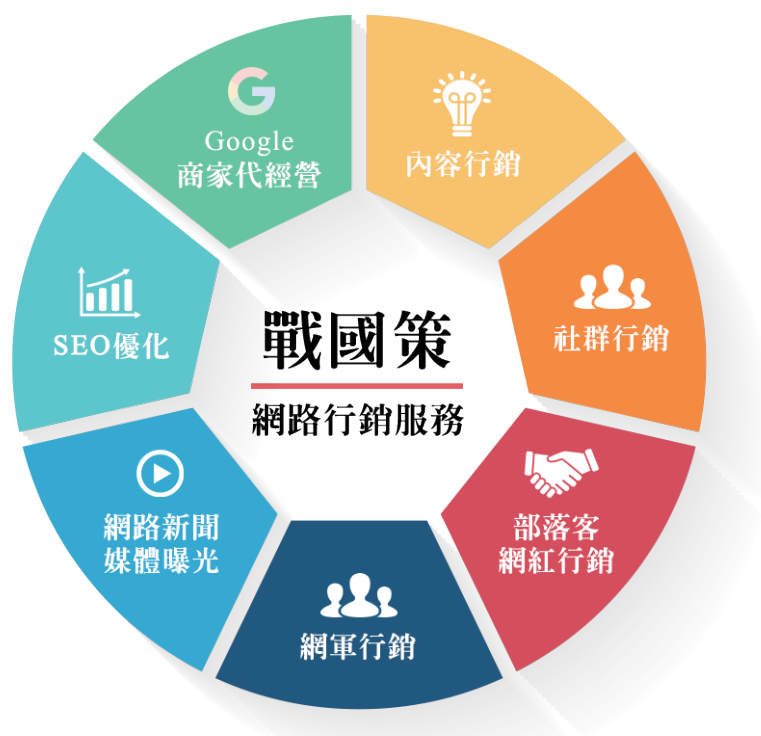 Google
商家代經營
內容行銷
SEO優化
社群行銷
戰國策
網路行銷服務
網路新聞
媒體曝光
部落客
網紅行銷
網軍行銷